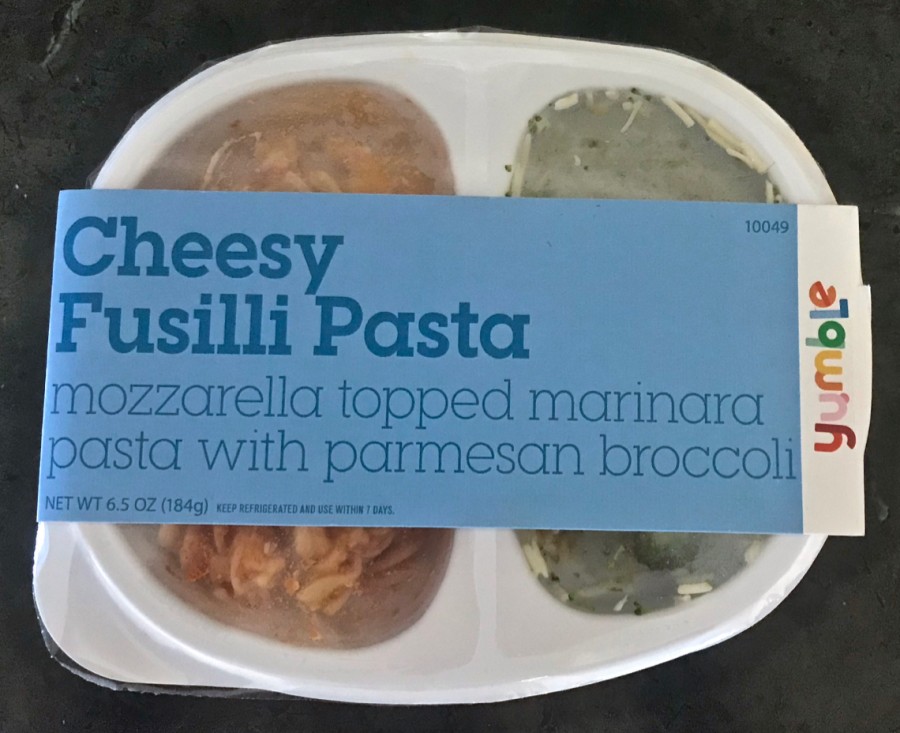 10049
Cheesy
Fusilli Pasta
mozzarella topped marinara
pasta with parmesan broccoli
NET WT 6.5 OZ (184g) KEEP REFRIGERATED AND USE WITHIN 7 DAYS.
yumble